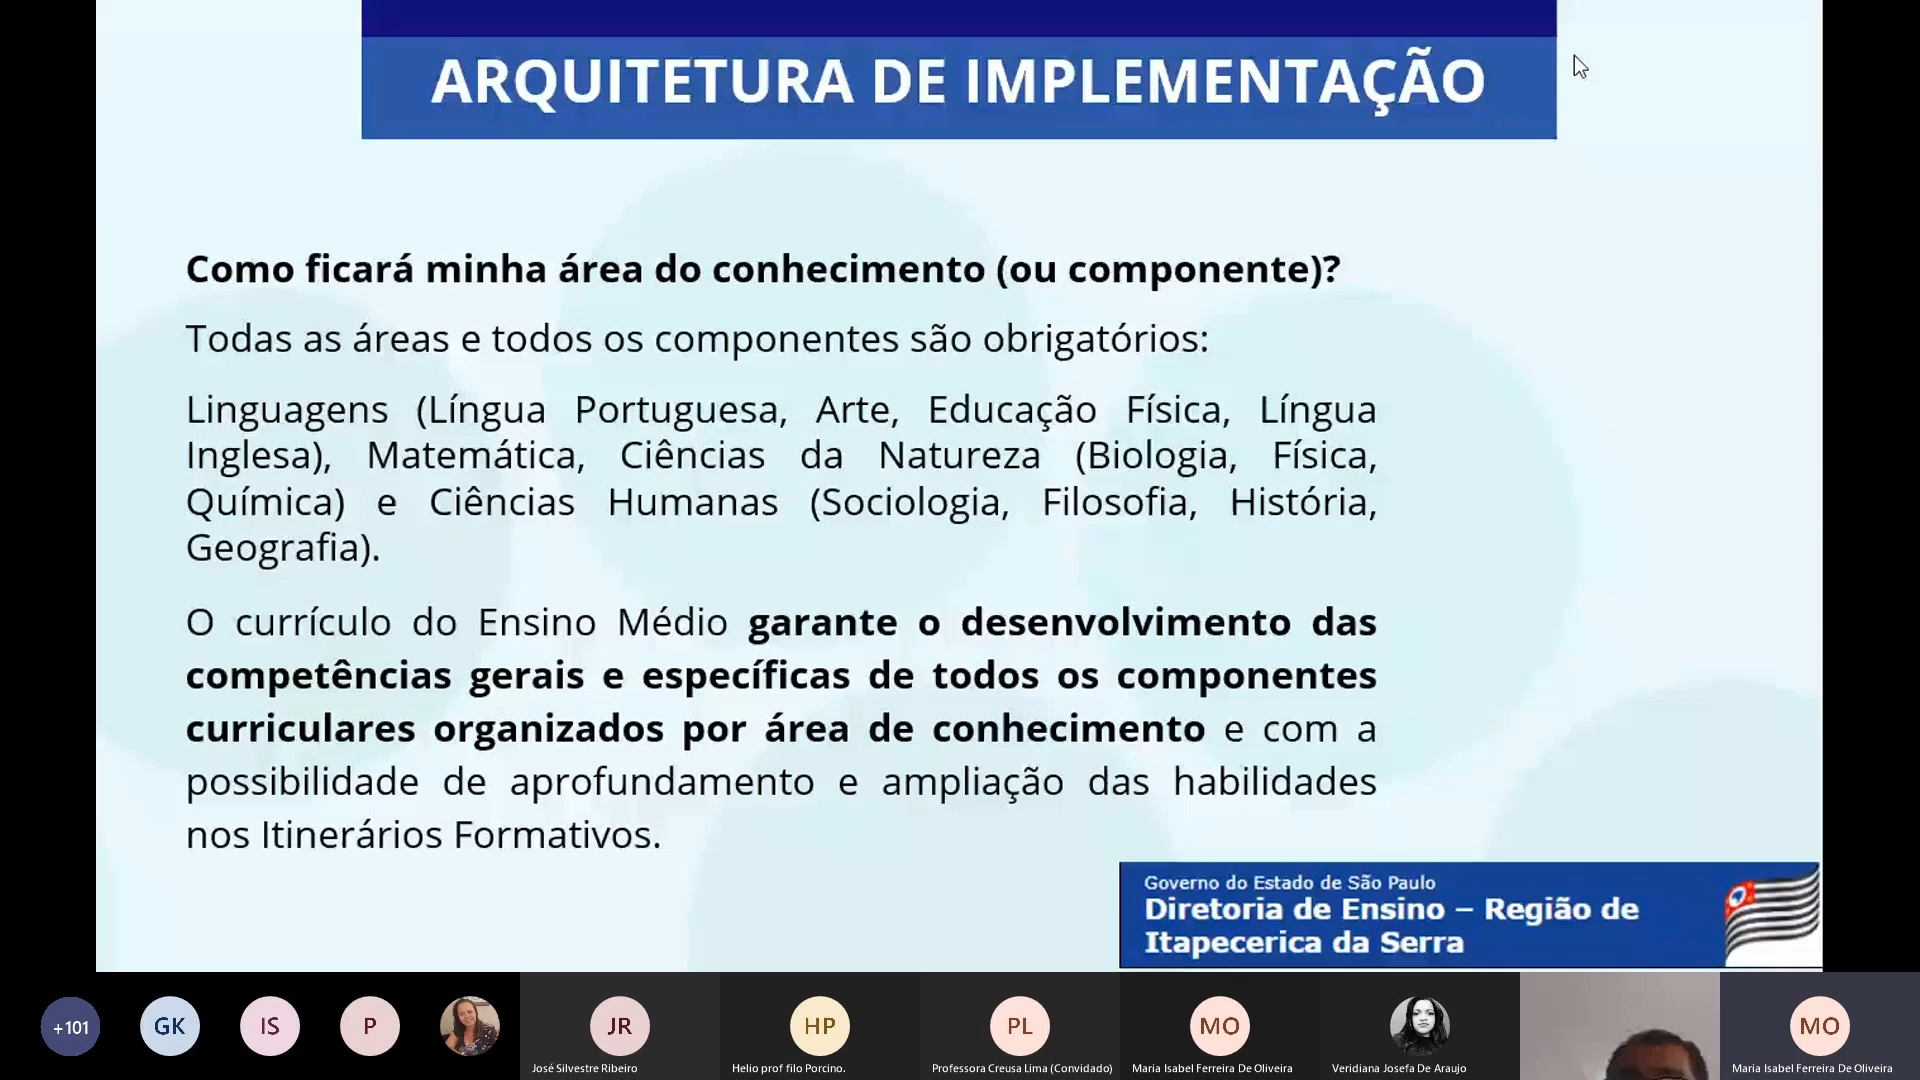 ARQUITETURA DE IMPLEMENTAÇÃO
Como ficará minha área do conhecimento (ou componente)?
Todas as áreas e todos os componentes são obrigatórios:
Linguagens (Língua Portuguesa, Arte, Educação Física, Língua
Inglesa), Matemática, Ciências da Natureza (Biologia, Física,
Química) e Ciências Humanas (Sociologia, Filosofia, História,
Geografia).
O currículo do Ensino Médio garante o desenvolvimento das
competências gerais e específicas de todos os componentes
curriculares organizados por área de conhecimento e com a
possibilidade de aprofundamento e ampliação das habilidades
nos Itinerários Formativos.
Governo do Estado de São Paulo
Diretoria de Ensino – Região de
Itapecerica da Serra
+101
GK
IS
P
JR
HP
PL
MO
MO
José Silvestre Ribeiro
Helio prof filo Porcino.
Professora Creusa Lima (Convidado)
Maria Isabel Ferreira De Oliveira
Veridiana Josefa De Araujo
Maria Isabel Ferreira De Oliveira